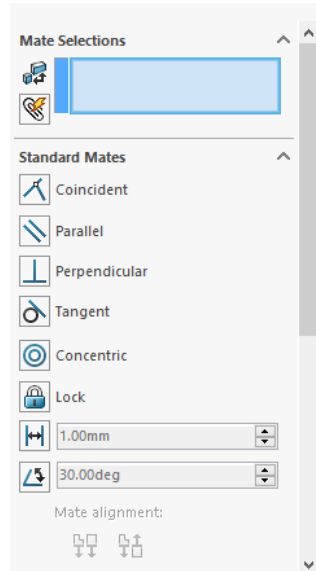 Mate Selections
Standard Mates
Coincident
Parallel
Perpendicular
Tangent
Concentric
Lock
1.00mm
30.00deg
Mate alignment: